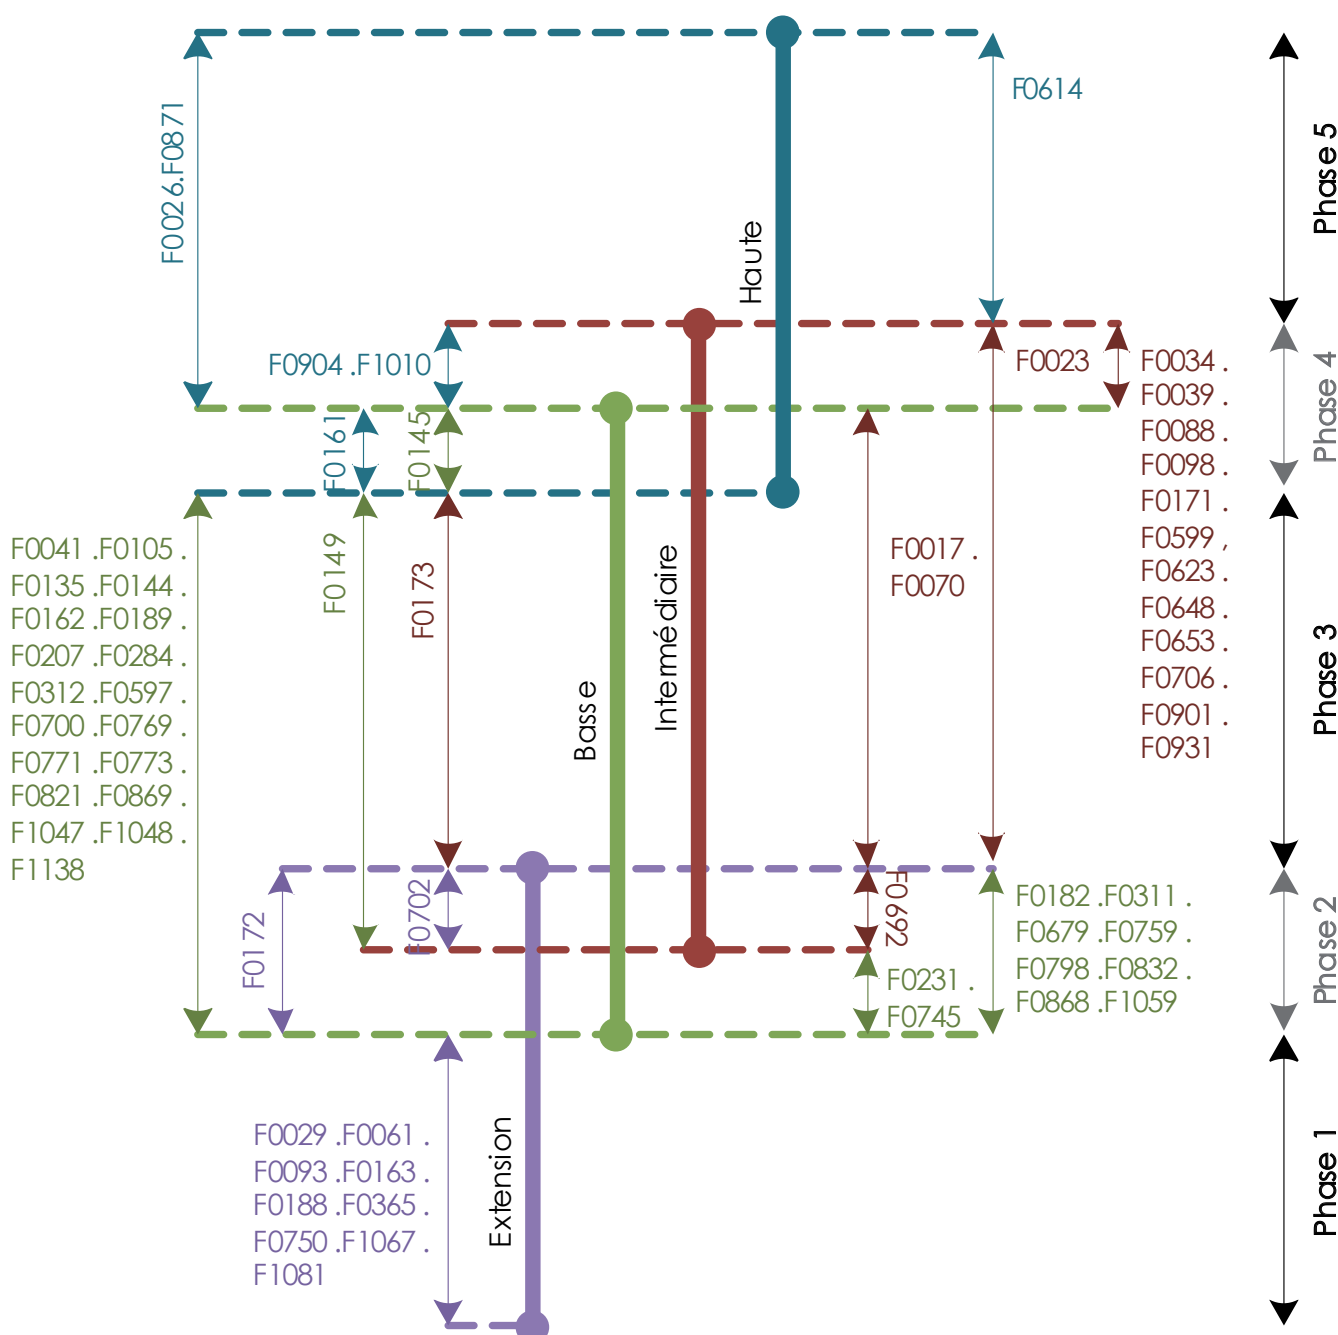 F0026.F0871
F0614
Phase 5
Haute
F0904 .F1010
F0023
F0034 .
F0039 .
F0088 .
F0098 .
F0171 .
F0599 ,
F0623 .
F0648 .
F0653 .
F0706 .
F0901 .
F0931
Phase 4
F0161
F0145
F0041 .F0105 .
F0135 .F0144 .
F0162 .F0189 .
F0207 .F0284 .
F0312 .F0597 .
F0700 .F0769 .
F0771 .F0773 .
F0821 .F0869 .
F1047 .F1048 .
F1138
F0149
F0173
Basse
Intermédiaire
F0017 .
F0070
Phase 3
F0172
F0702
F0692
F0182 .F0311 .
F0679 .F0759 .
F0798 .F0832 .
F0868 .F1059
F0231 .
F0745
Phase 2
F0029 .F0061 .
F0093 .F0163 .
F0188 .F0365 .
F0750 .F1067 .
F1081
Extension
Phase 1